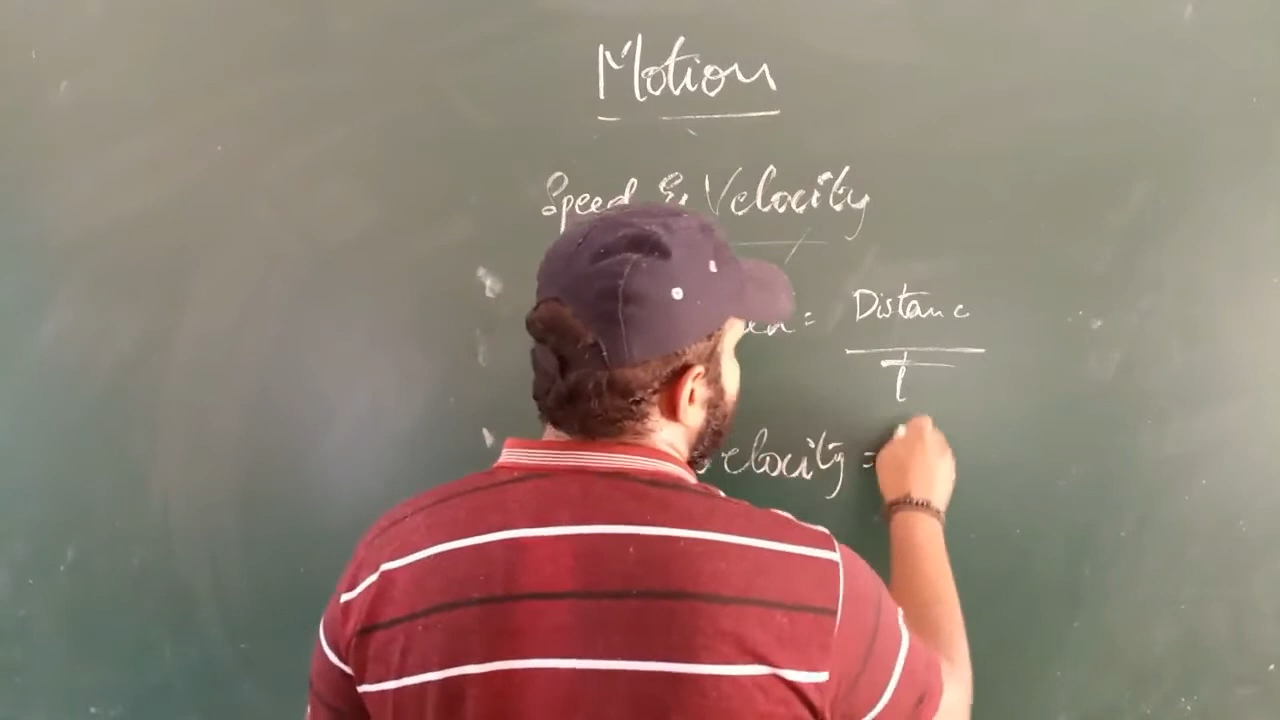 Motion
Speed & Velocity
= Distanc
T
velocity =